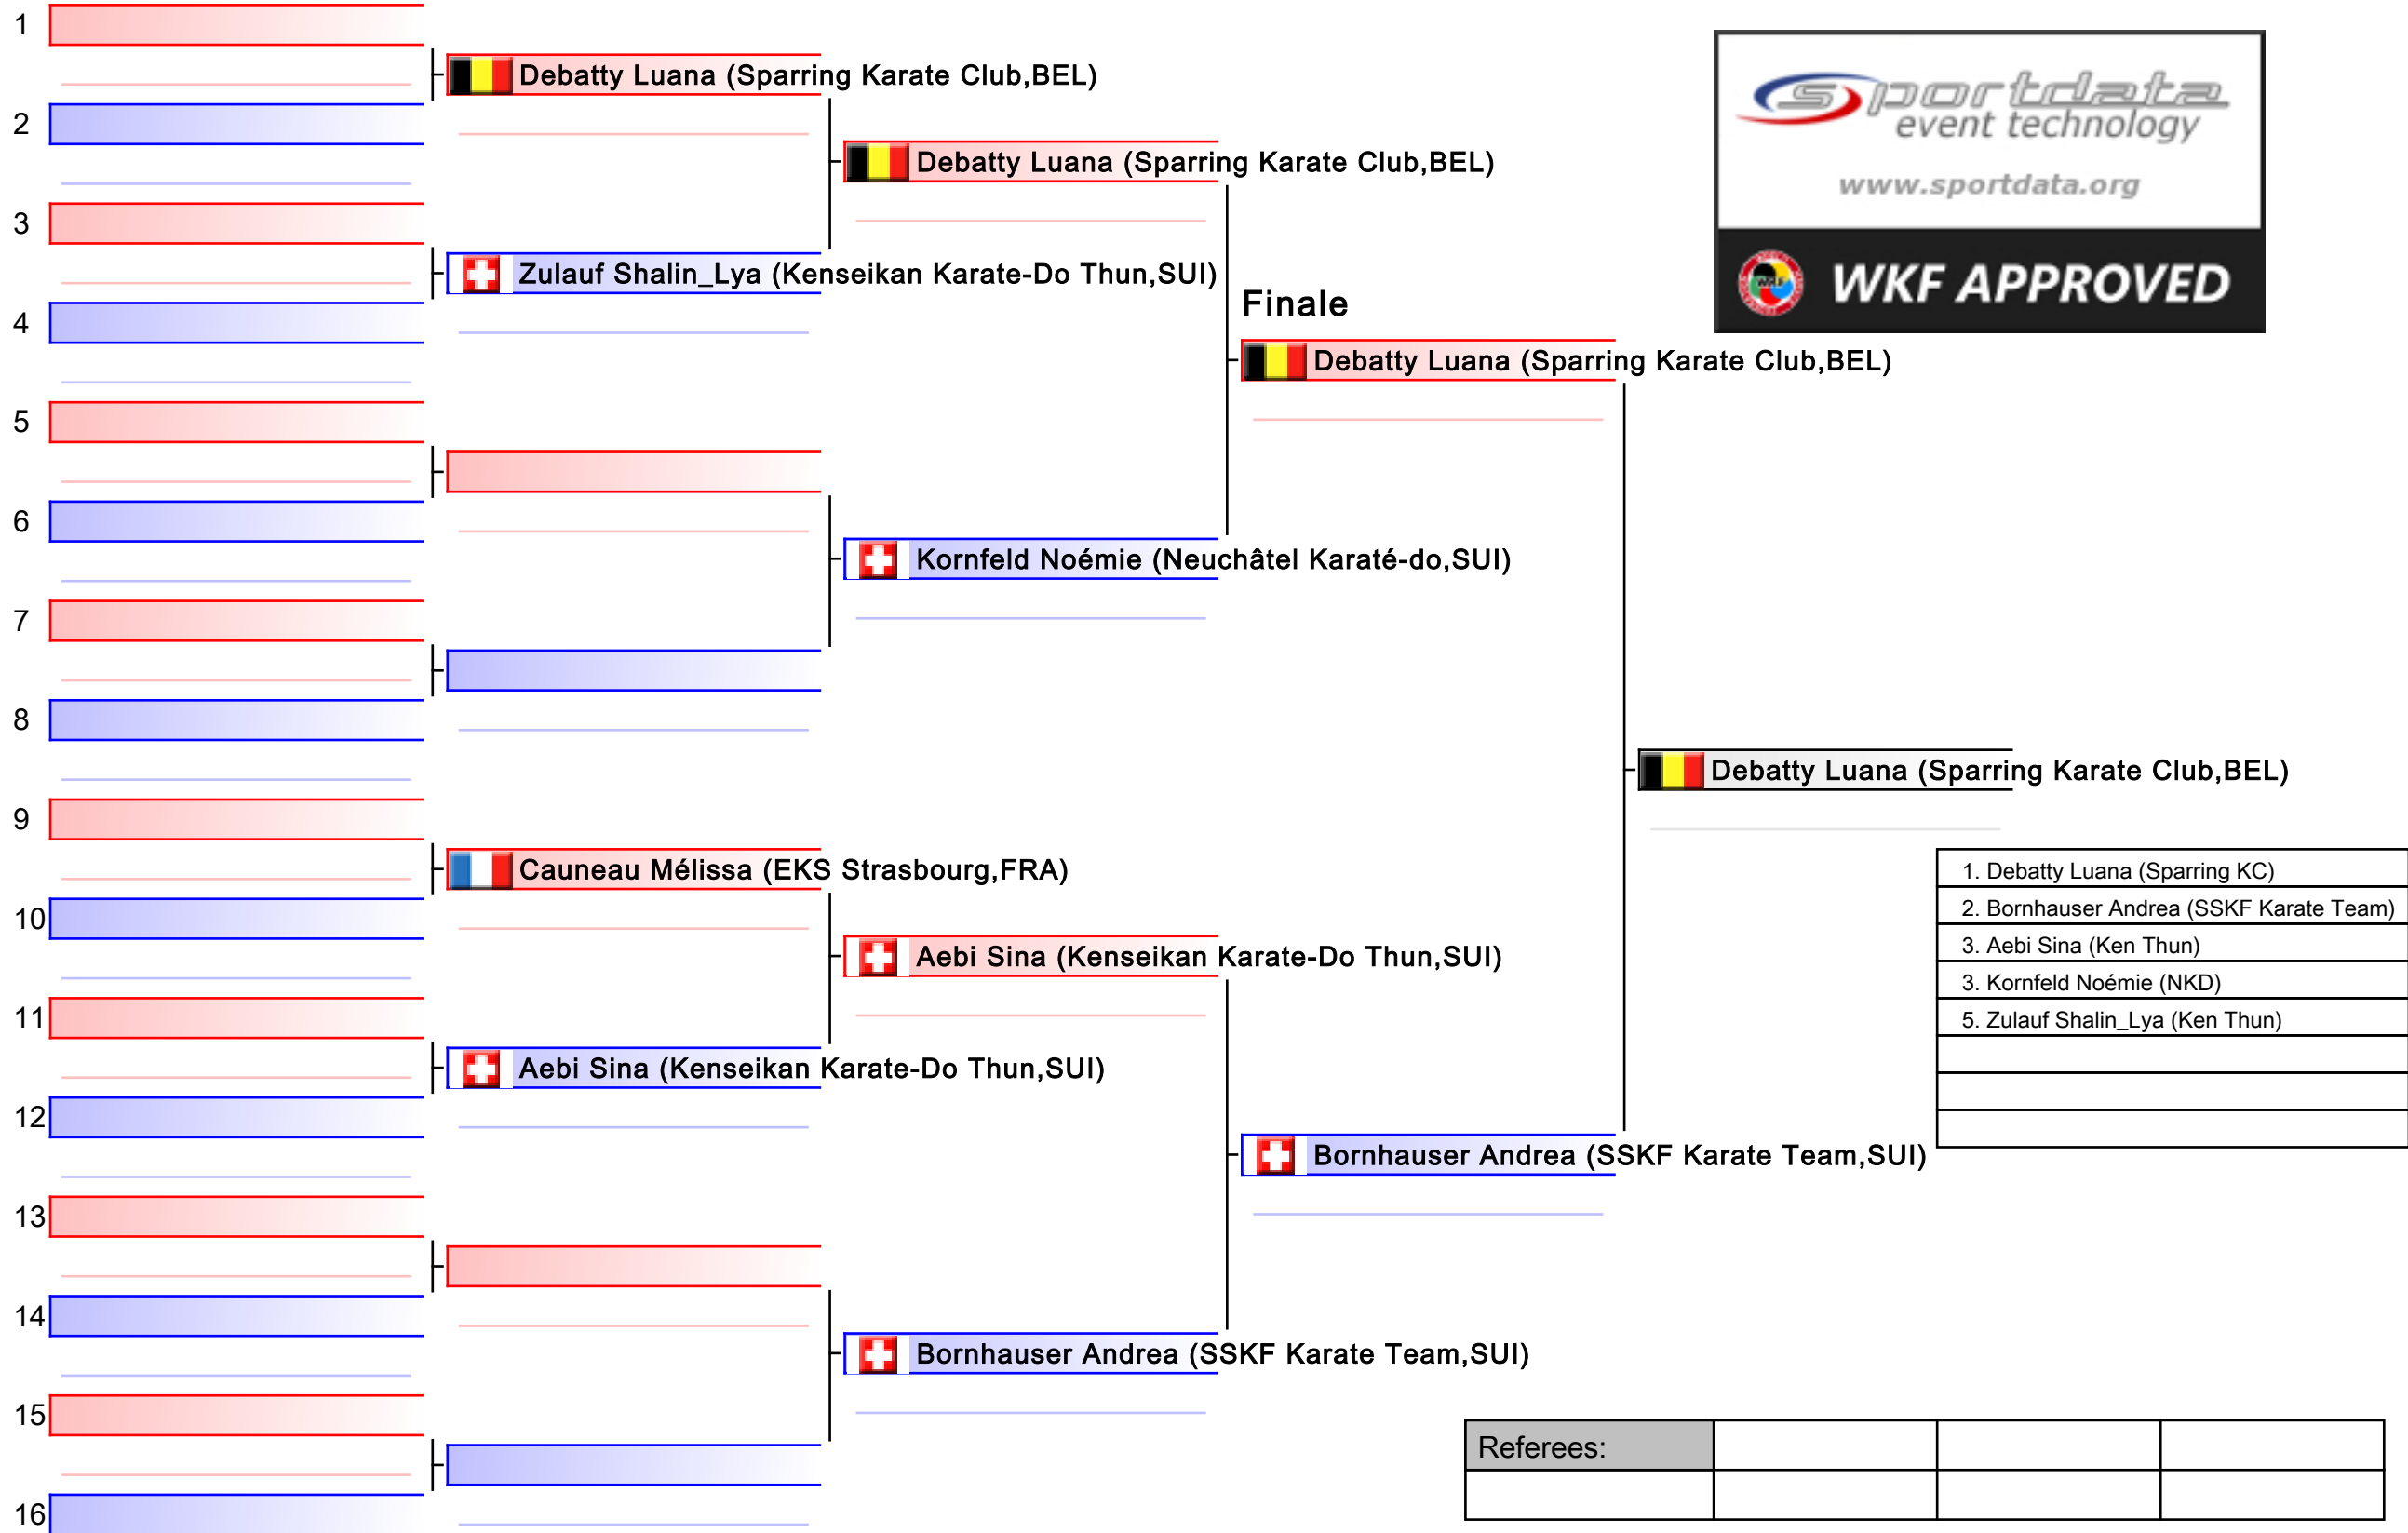 1
Debatty Luana (Sparring Karate Club,BEL)
2
Debatty Luana (Sparring Karate Club,BEL)
3
Zulauf Shalin_Lya (Kenseikan Karate-Do Thun,SUI)
4
Finale
Debatty Luana (Sparring Karate Club,BEL)
5
6
Kornfeld Noémie (Neuchâtel Karaté-do,SUI)
7
8
Debatty Luana (Sparring Karate Club,BEL)
9
Cauneau Mélissa (EKS Strasbourg,FRA)
10
Aebi Sina (Kenseikan Karate-Do Thun,SUI)
11
Aebi Sina (Kenseikan Karate-Do Thun,SUI)
12
Bornhauser Andrea (SSKF Karate Team,SUI)
13
14
Bornhauser Andrea (SSKF Karate Team,SUI)
15
16
sportdata
event technology
www.sportdata.org
WKF
WKF APPROVED
1. Debatty Luana (Sparring KC)
2. Bornhauser Andrea (SSKF Karate Team)
3. Aebi Sina (Ken Thun)
3. Kornfeld Noémie (NKD)
5. Zulauf Shalin_Lya (Ken Thun)
Referees: